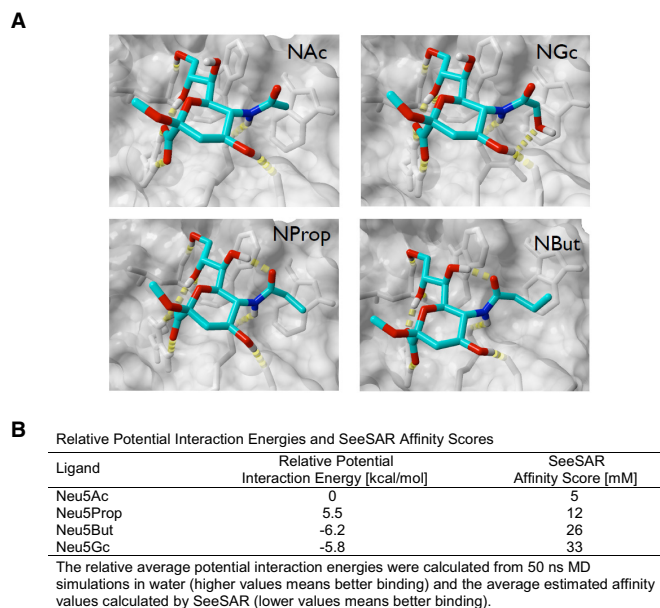 A
NAc
NGc
NProp
NBut
B
Relative Potential Interaction Energies and SeeSAR Affinity Scores
Ligand Relative Potential Interaction Energy [kcal/mol] SeeSAR Affinity Score [mM]
Neu5Ac 0 5
Neu5Prop 5.5 12
Neu5But -6.2 26
Neu5Gc -5.8 33
The relative average potential interaction energies were calculated from 50 ns MD
simulations in water (higher values means better binding) and the average estimated affinity
values calculated by SeeSAR (lower values means better binding).